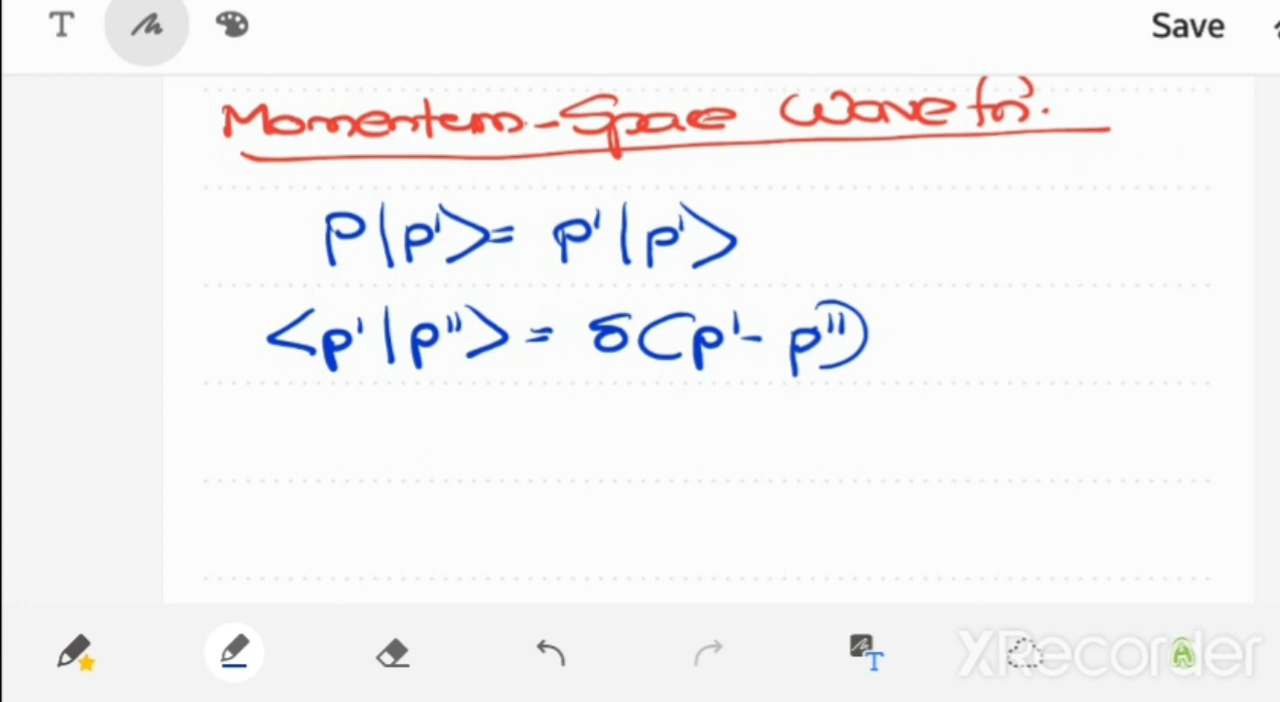 T Save
Momentum-Space Wave fn.
P|p'>= p'|p'>
<p'|p''> = δ(p'- p'')
T XRecorder